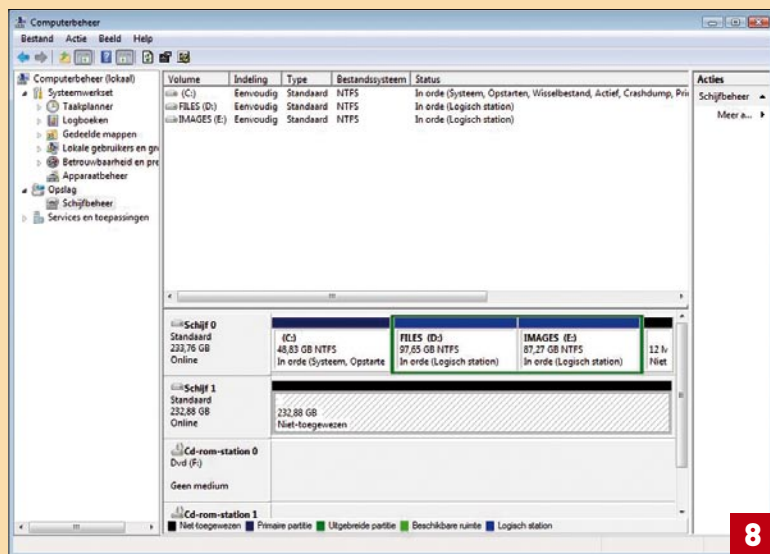 Computerbeheer
Bestand Actie Beeld Help
Computerbeheer (lokaal)
Systeemwerkset
Taakplanner
Logboeken
Gedeelde mappen
Lokale gebruikers en gr
Betrouwbaarheid en pre
Apparaatbeheer
Opslag
Schijfbeheer
Services en toepassingen
Volume Indeling Type Bestandssysteem Status
(C:) Eenvoudig Standaard NTFS In orde (Systeem, Opstarten, Wisselbestand, Actief, Crashdump, Pri
FILES (D:) Eenvoudig Standaard NTFS In orde (Logisch station)
IMAGES (E:) Eenvoudig Standaard NTFS In orde (Logisch station)
Acties
Schijfbeheer
Meer a...
Schijf 0
Standaard
233,76 GB
Online
(C:)
48,83 GB NTFS
In orde (Systeem, Opstarte
FILES (D:)
97,65 GB NTFS
In orde (Logisch station)
IMAGES (E:)
87,27 GB NTFS
In orde (Logisch station)
12 M
Niet
Schijf 1
Standaard
232,88 GB
Online
232,88 GB
Niet-toegewezen
Cd-rom-station 0
Dvd (F:)
Geen medium
Cd-rom-station 1
Niet toegewezen Primaire partitie Uitgebreide partitie Beschikbare ruimte Logisch station
8